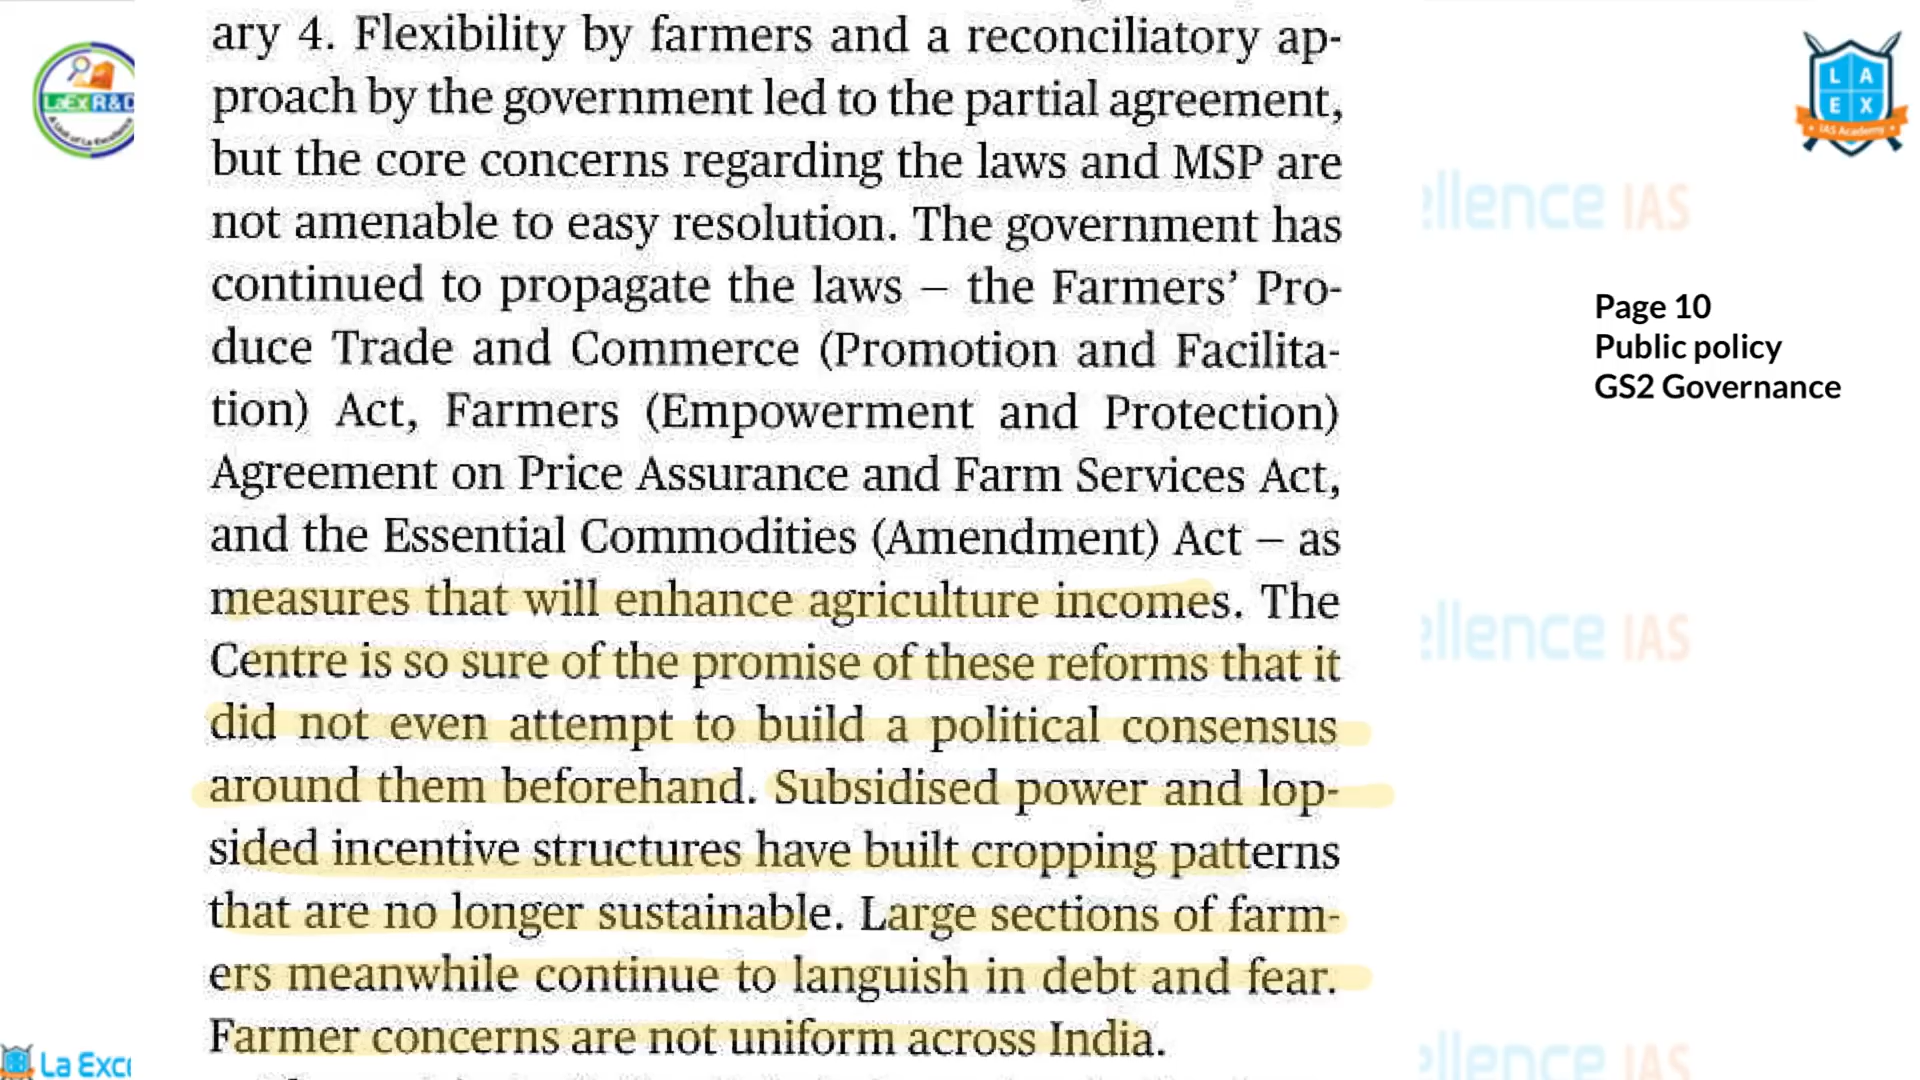 ary 4. Flexibility by farmers and a reconciliatory ap-
proach by the government led to the partial agreement,
but the core concerns regarding the laws and MSP are
not amenable to easy resolution. The government has
continued to propagate the laws – the Farmers’ Pro-
duce Trade and Commerce (Promotion and Facilita-
tion) Act, Farmers (Empowerment and Protection)
Agreement on Price Assurance and Farm Services Act,
and the Essential Commodities (Amendment) Act – as
measures that will enhance agriculture incomes. The
Centre is so sure of the promise of these reforms that it
did not even attempt to build a political consensus
around them beforehand. Subsidised power and lop-
sided incentive structures have built cropping patterns
that are no longer sustainable. Large sections of farm-
ers meanwhile continue to languish in debt and fear.
Farmer concerns are not uniform across India.
Page 10
Public policy
GS2 Governance
LaEx R&D
L A
E X
IAS Academy
ellence IAS
ellence IAS
ellence IAS
La Exce